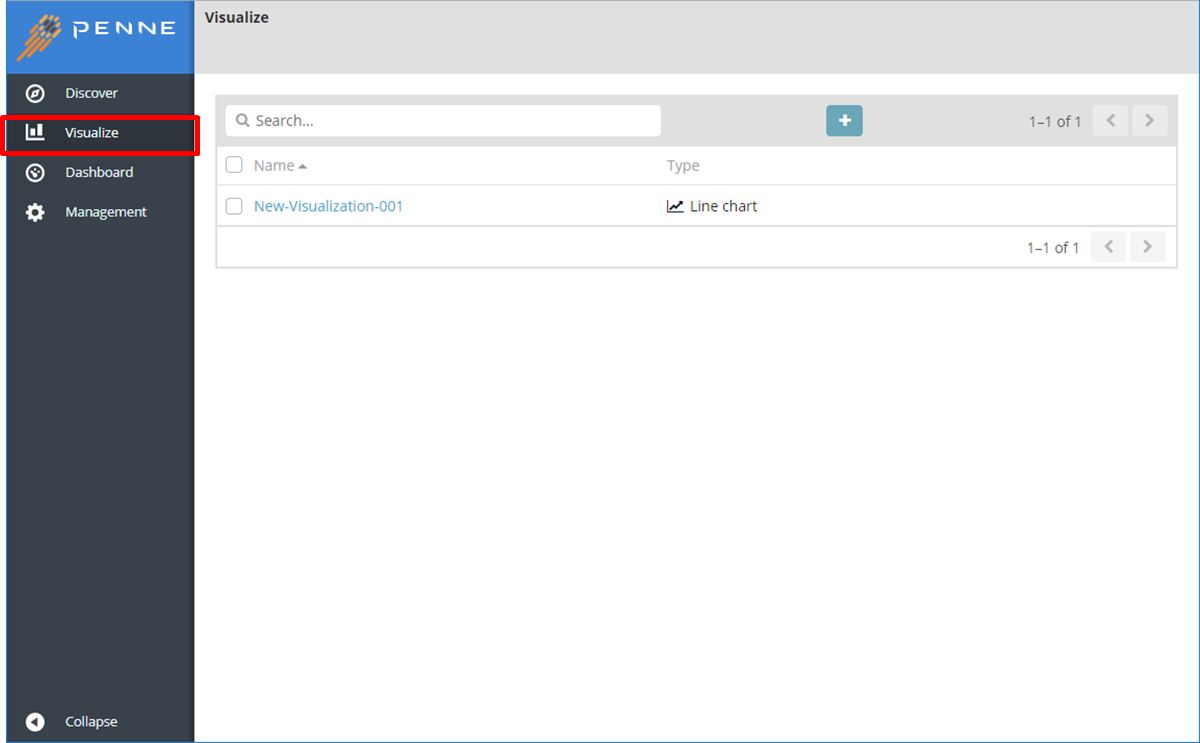 PENNE
Visualize
Discover
Visualize
Dashboard
Management
Collapse
Search...
1–1 of 1
Name Type
New-Visualization-001 Line chart
1–1 of 1